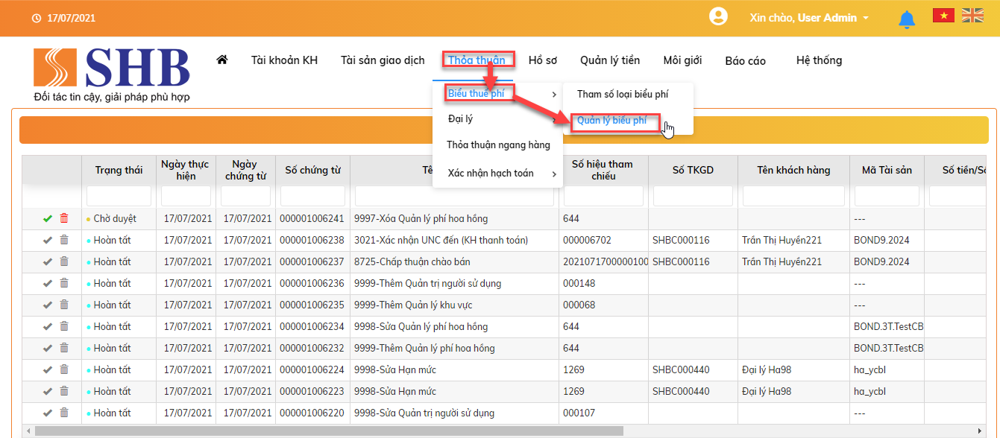 17/07/2021
Xin chào, User Admin
SHB
Đối tác tin cậy, giải pháp phù hợp
Tài khoản KH Tài sản giao dịch Thỏa thuận Hồ sơ Quản lý tiền Môi giới Báo cáo Hệ thống
Biểu thuế phí
Tham số loại biểu phí
Đại lý
Quản lý biểu phí
Thỏa thuận ngang hàng
Xác nhận hạch toán
Trạng thái Ngày thực hiện Ngày chứng từ Số chứng từ Số hiệu tham chiếu Số TKGD Tên khách hàng Mã Tài sản
Chờ duyệt 17/07/2021 17/07/2021 000001006241 9997-Xóa Quản lý phí hoa hồng 644 ---
Hoàn tất 17/07/2021 17/07/2021 000001006238 3021-Xác nhận UNC đến (KH thanh toán) 000006702 SHBC000116 Trần Thị Huyền221 BOND9.2024
Hoàn tất 17/07/2021 17/07/2021 000001006237 8725-Chấp thuận chào bán 2021071700000100 SHBC000116 Trần Thị Huyền221 BOND9.2024
Hoàn tất 17/07/2021 17/07/2021 000001006236 9999-Thêm Quản trị người sử dụng 000148 ---
Hoàn tất 17/07/2021 17/07/2021 000001006235 9999-Thêm Quản lý khu vực 000068 ---
Hoàn tất 17/07/2021 17/07/2021 000001006234 9998-Sửa Quản lý phí hoa hồng 644 BOND.3T.TestCB
Hoàn tất 17/07/2021 17/07/2021 000001006232 9999-Thêm Quản lý phí hoa hồng 644 BOND.3T.TestCB
Hoàn tất 17/07/2021 17/07/2021 000001006224 9998-Sửa Hạn mức 1269 SHBC000440 Đại lý Ha98 ha_ycbl
Hoàn tất 17/07/2021 17/07/2021 000001006223 9998-Sửa Hạn mức 1269 SHBC000440 Đại lý Ha98 ha_ycbl
Hoàn tất 17/07/2021 17/07/2021 000001006220 9998-Sửa Quản trị người sử dụng 000107 ---